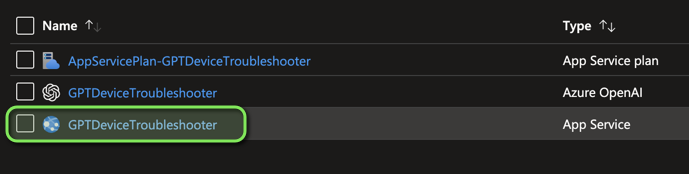 Name ↑↓ Type ↑↓
AppServicePlan-GPTDeviceTroubleshooter App Service plan
GPTDeviceTroubleshooter Azure OpenAI
GPTDeviceTroubleshooter App Service